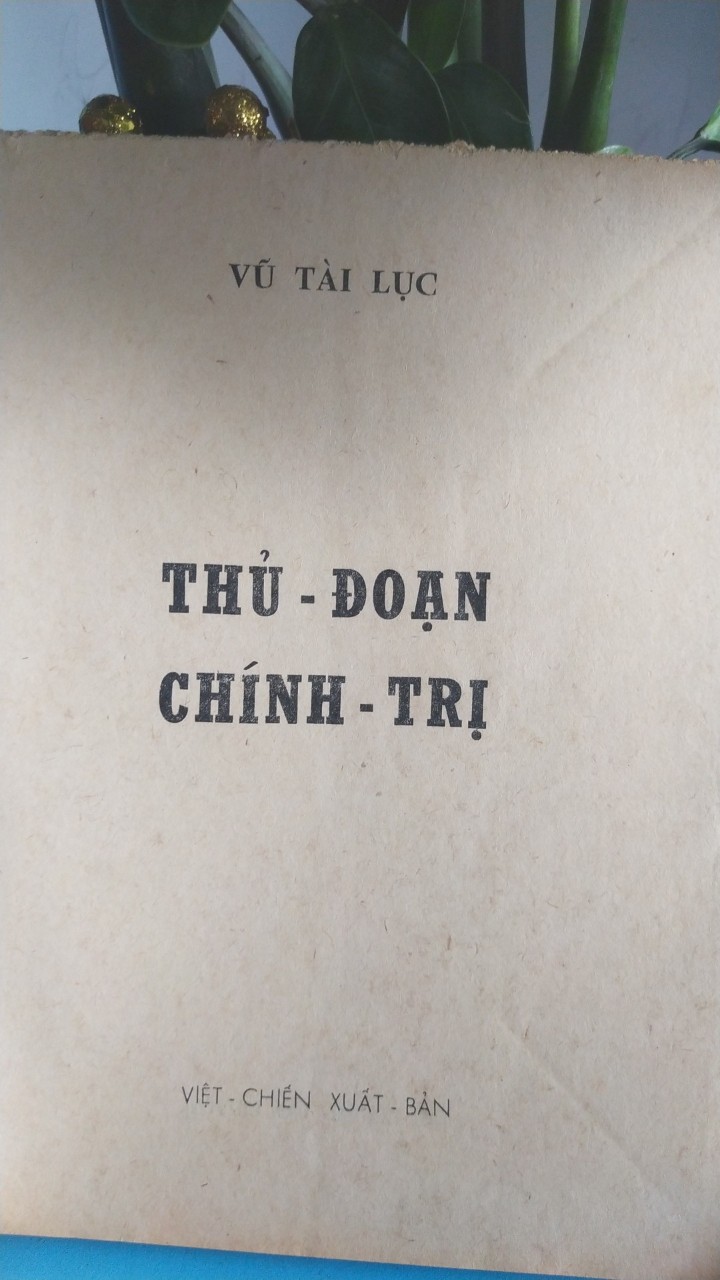 VŨ TÀI LỤC
THỦ - ĐOẠN
CHÍNH - TRỊ
VIỆT - CHIẾN XUẤT - BẢN